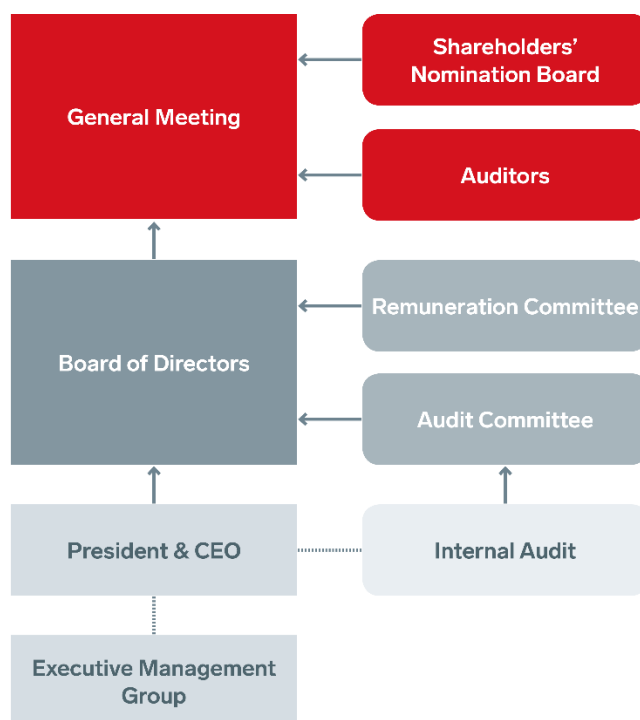 Shareholders’
Nomination Board
General Meeting
Auditors
Remuneration Committee
Board of Directors
Audit Committee
President & CEO
Internal Audit
Executive Management
Group